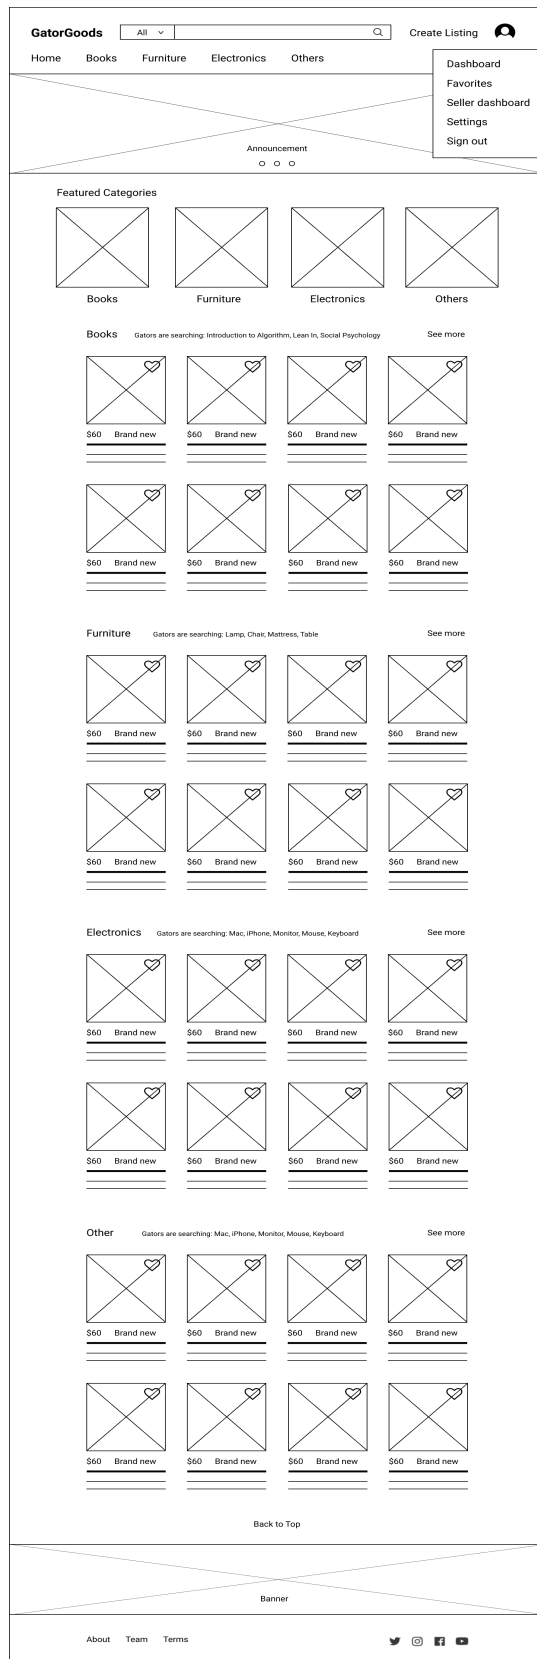 GatorGoods All Create Listing
Home Books Furniture Electronics Others
Dashboard
Favorites
Seller dashboard
Settings
Sign out
Announcement
Featured Categories
Books Furniture Electronics Others
Books Gators are searching: Introduction to Algorithm, Lean In, Social Psychology See more
$60 Brand new $60 Brand new $60 Brand new $60 Brand new
$60 Brand new $60 Brand new $60 Brand new $60 Brand new
Furniture Gators are searching: Lamp, Chair, Mattress, Table See more
$60 Brand new $60 Brand new $60 Brand new $60 Brand new
$60 Brand new $60 Brand new $60 Brand new $60 Brand new
Electronics Gators are searching: Mac, iPhone, Monitor, Mouse, Keyboard See more
$60 Brand new $60 Brand new $60 Brand new $60 Brand new
$60 Brand new $60 Brand new $60 Brand new $60 Brand new
Other Gators are searching: Mac, iPhone, Monitor, Mouse, Keyboard See more
$60 Brand new $60 Brand new $60 Brand new $60 Brand new
$60 Brand new $60 Brand new $60 Brand new $60 Brand new
Back to Top
Banner
About Team Terms